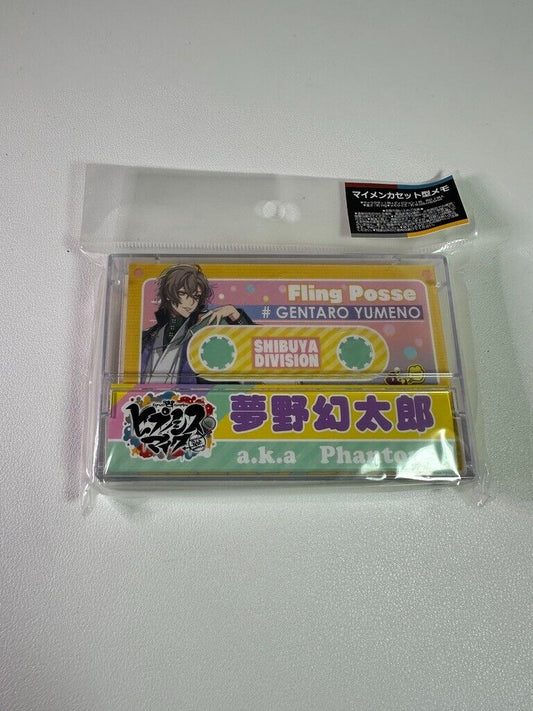 マイメンカセット型メモ
Fling Posse
# GENTARO YUMENO
SHIBUYA
DIVISION
ヒプノシス
マイク
夢野幻太郎
a.k.a Phantom